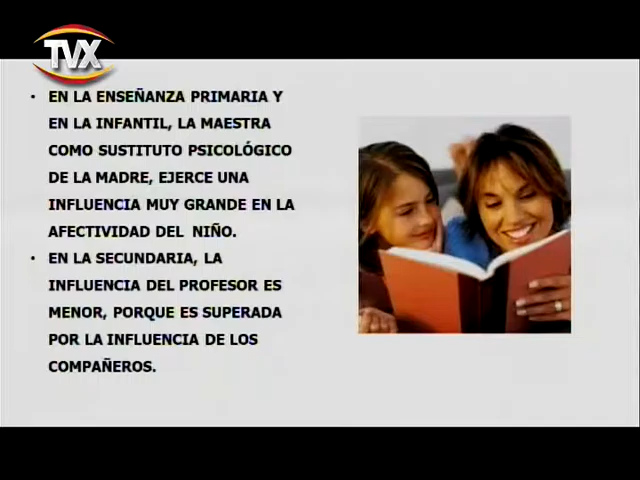 TVX
• EN LA ENSEÑANZA PRIMARIA Y
EN LA INFANTIL, LA MAESTRA
COMO SUSTITUTO PSICOLÓGICO
DE LA MADRE, EJERCE UNA
INFLUENCIA MUY GRANDE EN LA
AFECTIVIDAD DEL NIÑO.
• EN LA SECUNDARIA, LA
INFLUENCIA DEL PROFESOR ES
MENOR, PORQUE ES SUPERADA
POR LA INFLUENCIA DE LOS
COMPAÑEROS.